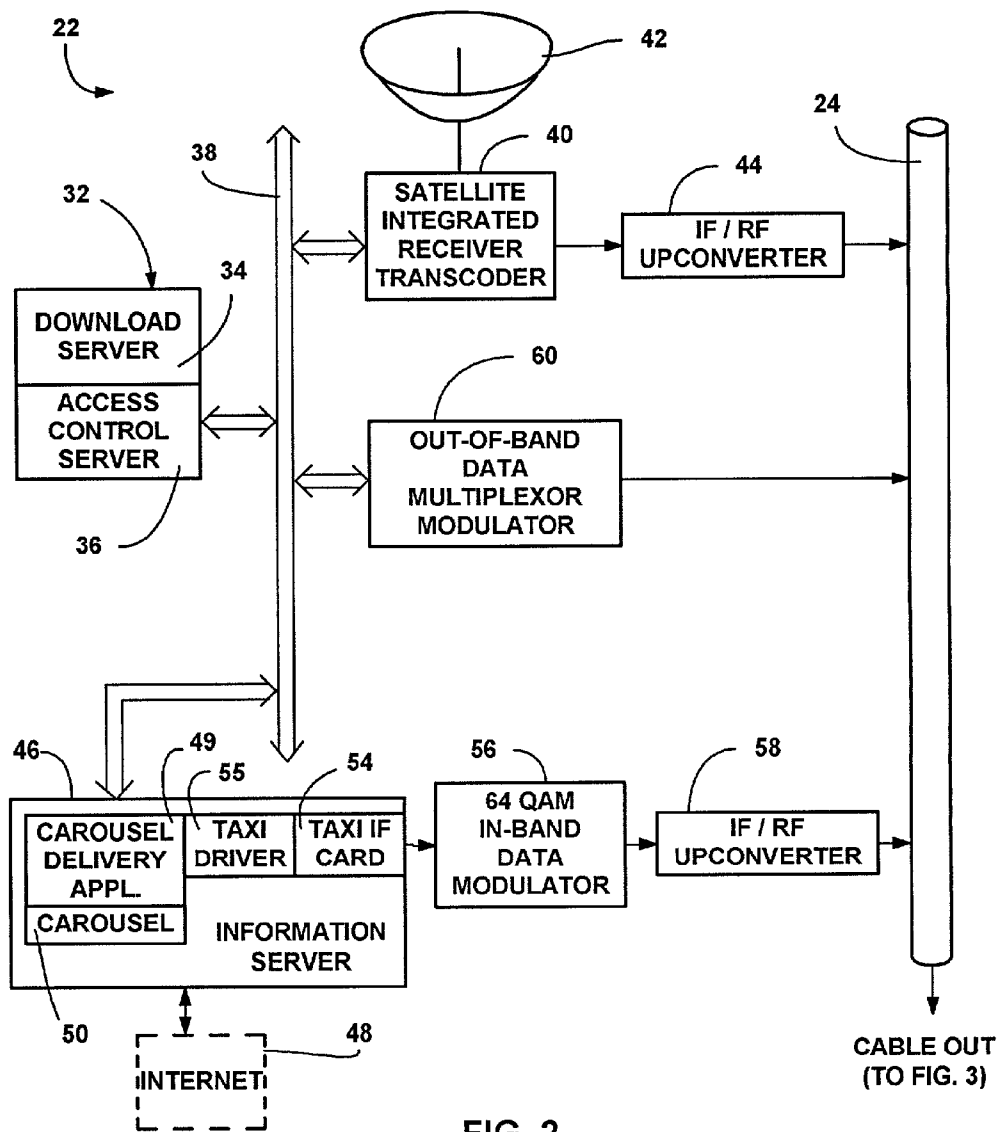 22
42
24
38
40
44
32
SATELLITE
INTEGRATED
RECEIVER
TRANSCODER
IF / RF
UPCONVERTER
34
DOWNLOAD
SERVER
60
ACCESS
CONTROL
SERVER
OUT-OF-BAND
DATA
MULTIPLEXOR
MODULATOR
36
46
49
55
54
56
58
CAROUSEL
DELIVERY
APPL.
TAXI
DRIVER
TAXI IF
CARD
64 QAM
IN-BAND
DATA
MODULATOR
IF / RF
UPCONVERTER
CAROUSEL
INFORMATION
SERVER
50
48
INTERNET
CABLE OUT
(TO FIG. 3)
FIG. 2